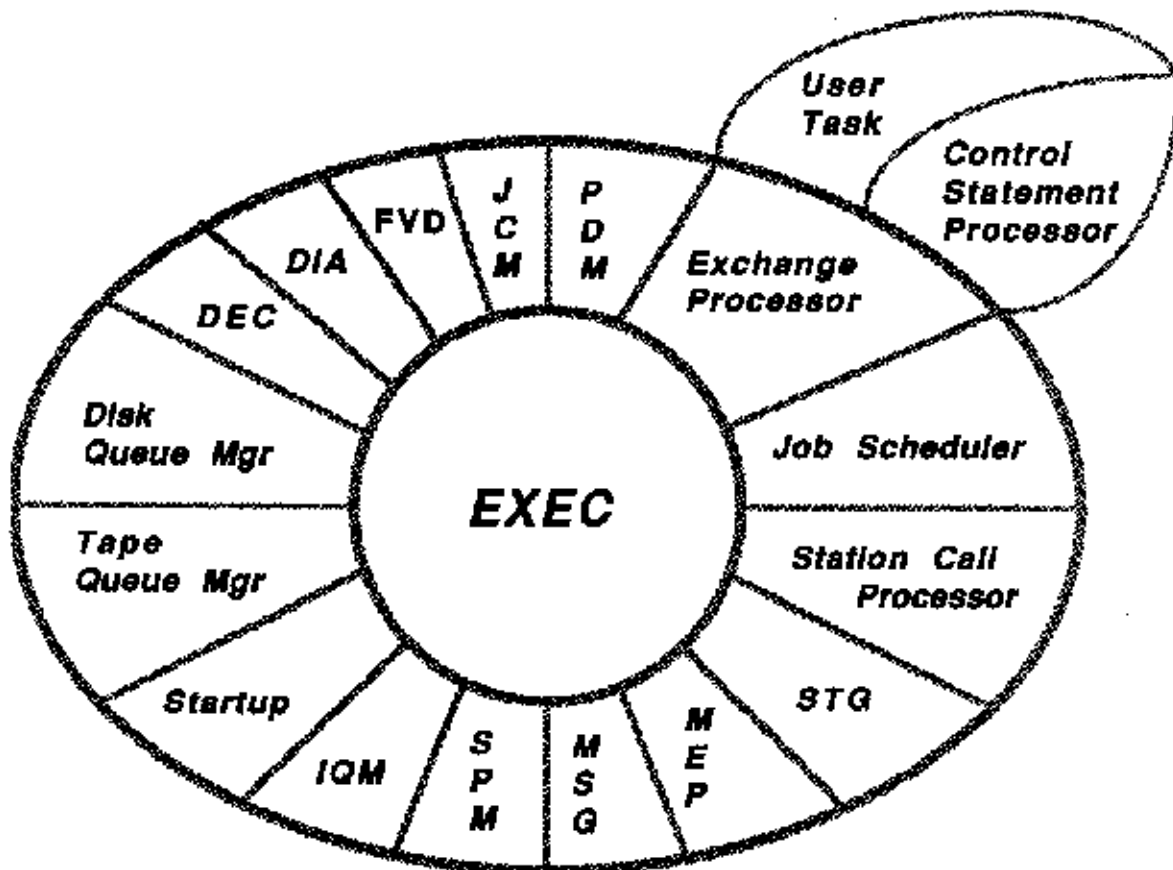 User
Task
Control
Statement
Processor
J
C
M
P
D
M
FVD
DIA
DEC
Exchange
Processor
Disk
Queue Mgr
Job Scheduler
EXEC
Tape
Queue Mgr
Station Call
Processor
Startup
IQM
S
P
M
M
S
G
M
E
P
STG